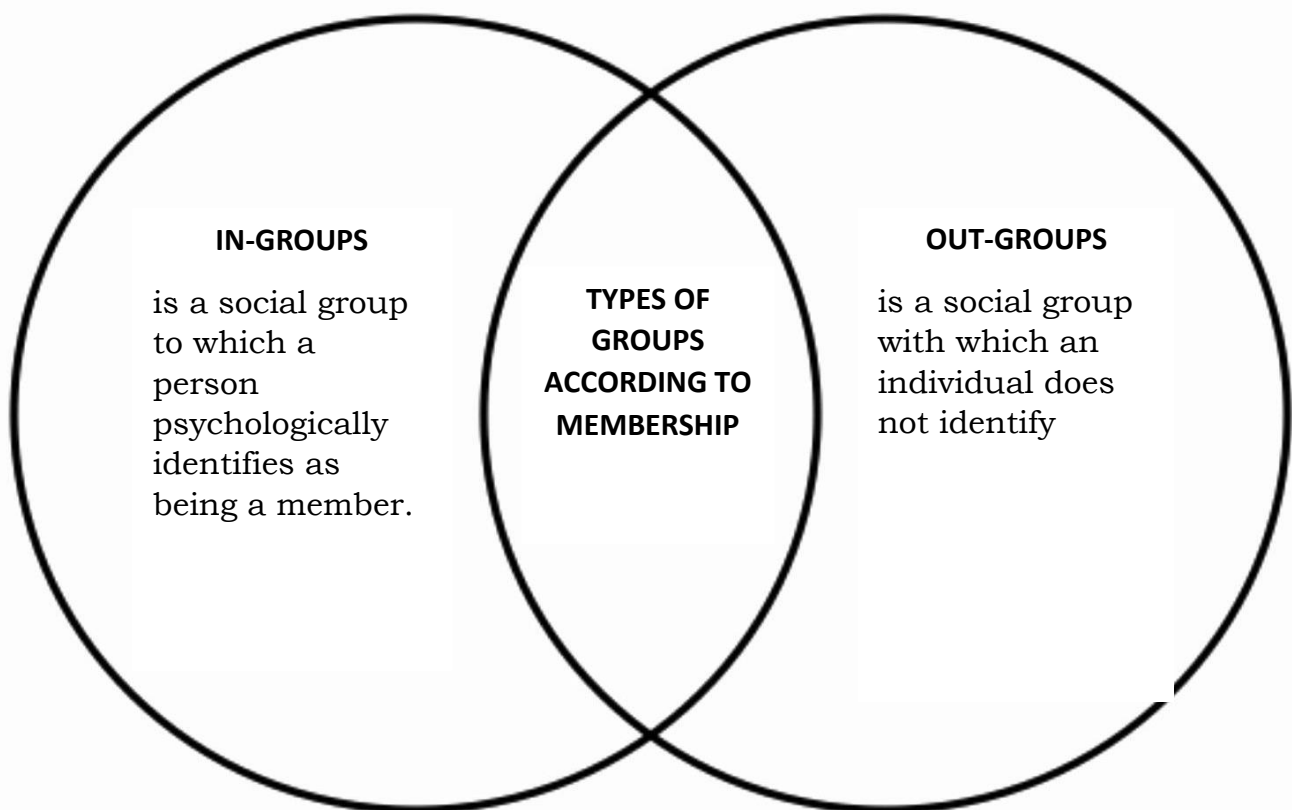 IN-GROUPS
is a social group
to which a
person
psychologically
identifies as
being a member.
TYPES OF
GROUPS
ACCORDING TO
MEMBERSHIP
OUT-GROUPS
is a social group
with which an
individual does
not identify